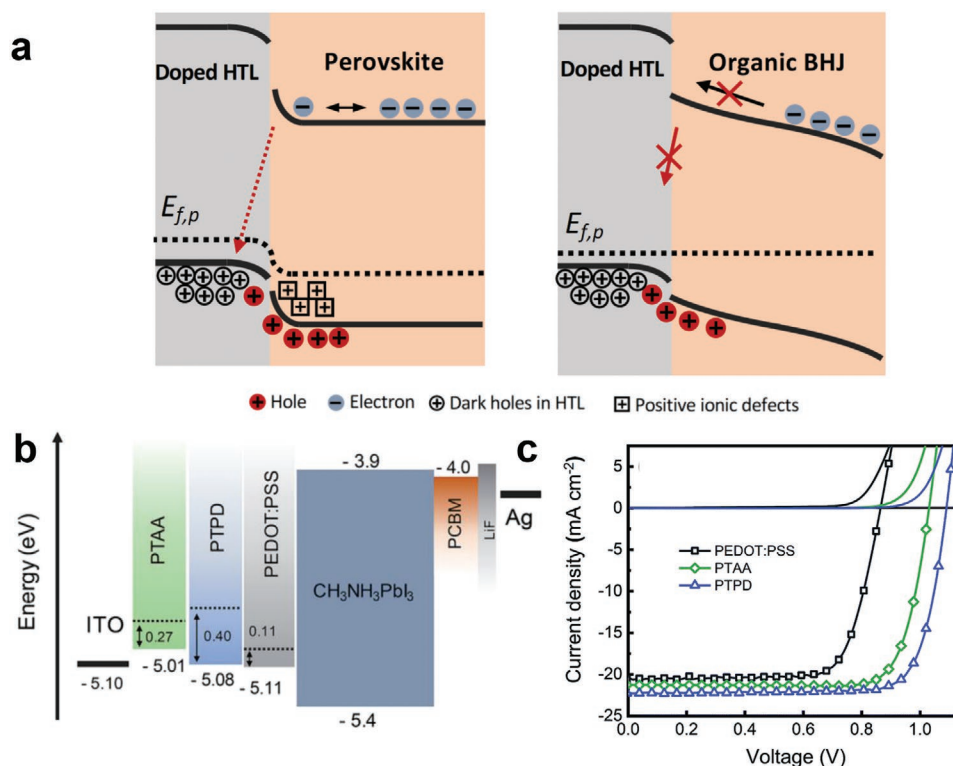 a
Doped HTL
Perovskite
E_f,p
Doped HTL
Organic BHJ
E_f,p
Hole
Electron
Dark holes in HTL
Positive ionic defects
b
Energy (eV)
ITO
- 5.10
PTAA
0.27
- 5.01
PTPD
0.40
- 5.08
PEDOT:PSS
0.11
- 5.11
- 3.9
CH₃NH₃PbI₃
- 5.4
- 4.0
PCBM
LiF
Ag
c
Current density (mA cm⁻²)
5
0
-5
-10
-15
-20
-25
PEDOT:PSS
PTAA
PTPD
0.0 0.2 0.4 0.6 0.8 1.0
Voltage (V)